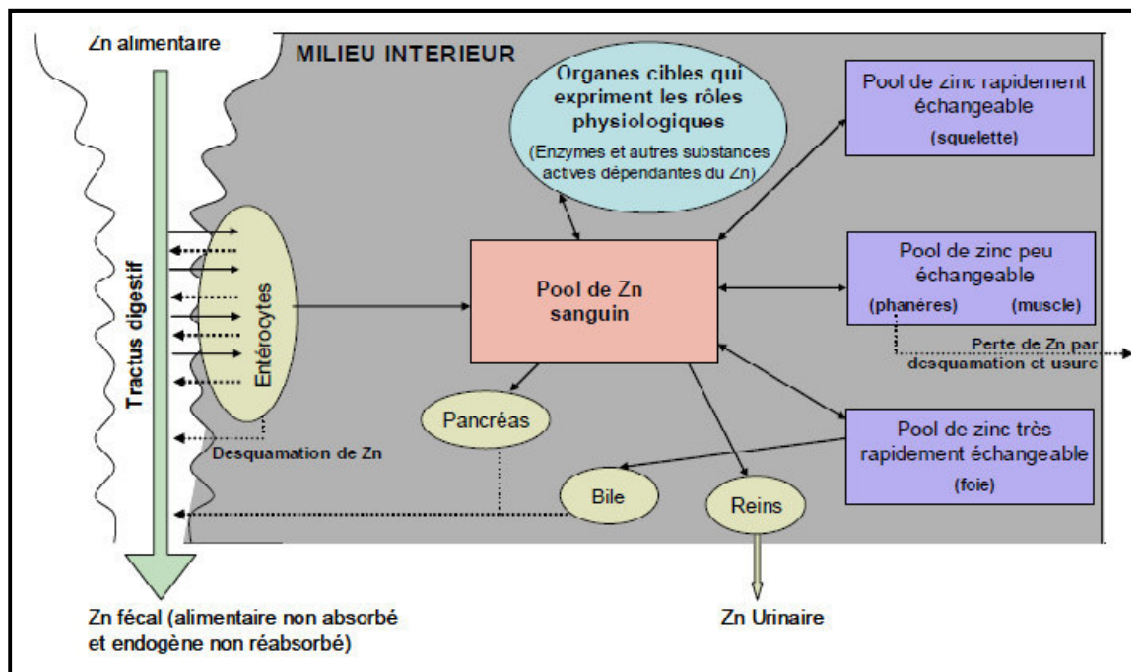 Zn alimentaire
MILIEU INTERIEUR
Organes cibles qui
expriment les rôles
physiologiques
(Enzymes et autres substances
actves dépendantes du Zn)
Pool de zinc rapidement
échangeable
(squelette)
Tractus digestif
Entérocytes
Pool de Zn
sanguin
Pool de zinc peu
échangeable
(phanères) (muscle)
Perte de Zn par
desquamation et usure
Pancréas
Desquamation de Zn
Pool de zinc très
rapidement échangeable
(foie)
Bile
Reins
Zn fécal (alimentaire non absorbé
et endogène non réabsorbé)
Zn Urinaire